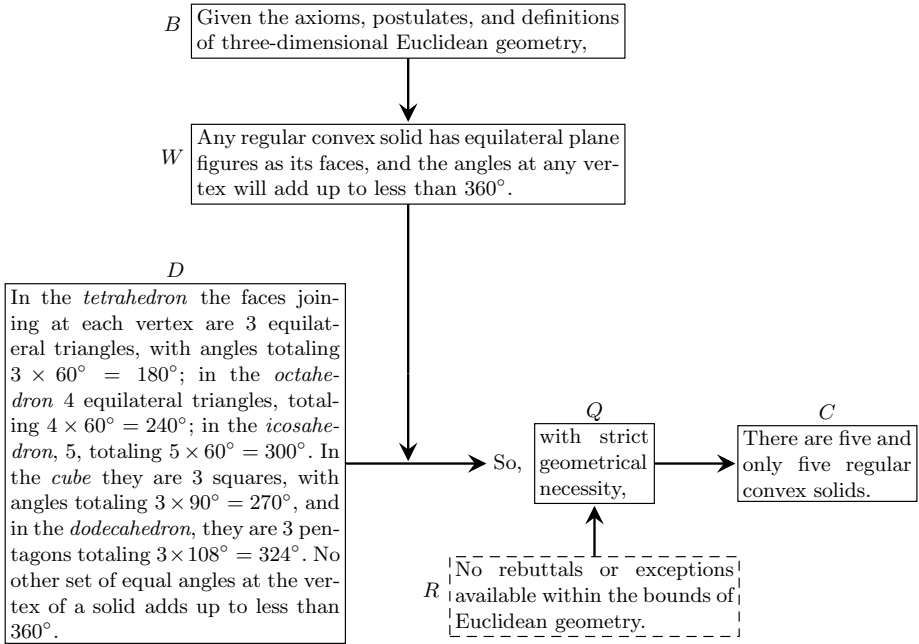 B
Given the axioms, postulates, and definitions
of three-dimensional Euclidean geometry,
W
Any regular convex solid has equilateral plane
figures as its faces, and the angles at any ver-
tex will add up to less than 360°.
D
In the tetrahedron the faces join-
ing at each vertex are 3 equilat-
eral triangles, with angles totaling
3 × 60° = 180°; in the octahe-
dron 4 equilateral triangles, total-
ing 4 × 60° = 240°; in the icosahe-
dron, 5, totaling 5 × 60° = 300°. In
the cube they are 3 squares, with
angles totaling 3 × 90° = 270°, and
in the dodecahedron, they are 3 pen-
tagons totaling 3×108° = 324°. No
other set of equal angles at the ver-
tex of a solid adds up to less than
360°.
So,
Q
with strict
geometrical
necessity,
C
There are five and
only five regular
convex solids.
R
No rebuttals or exceptions
available within the bounds of
Euclidean geometry.